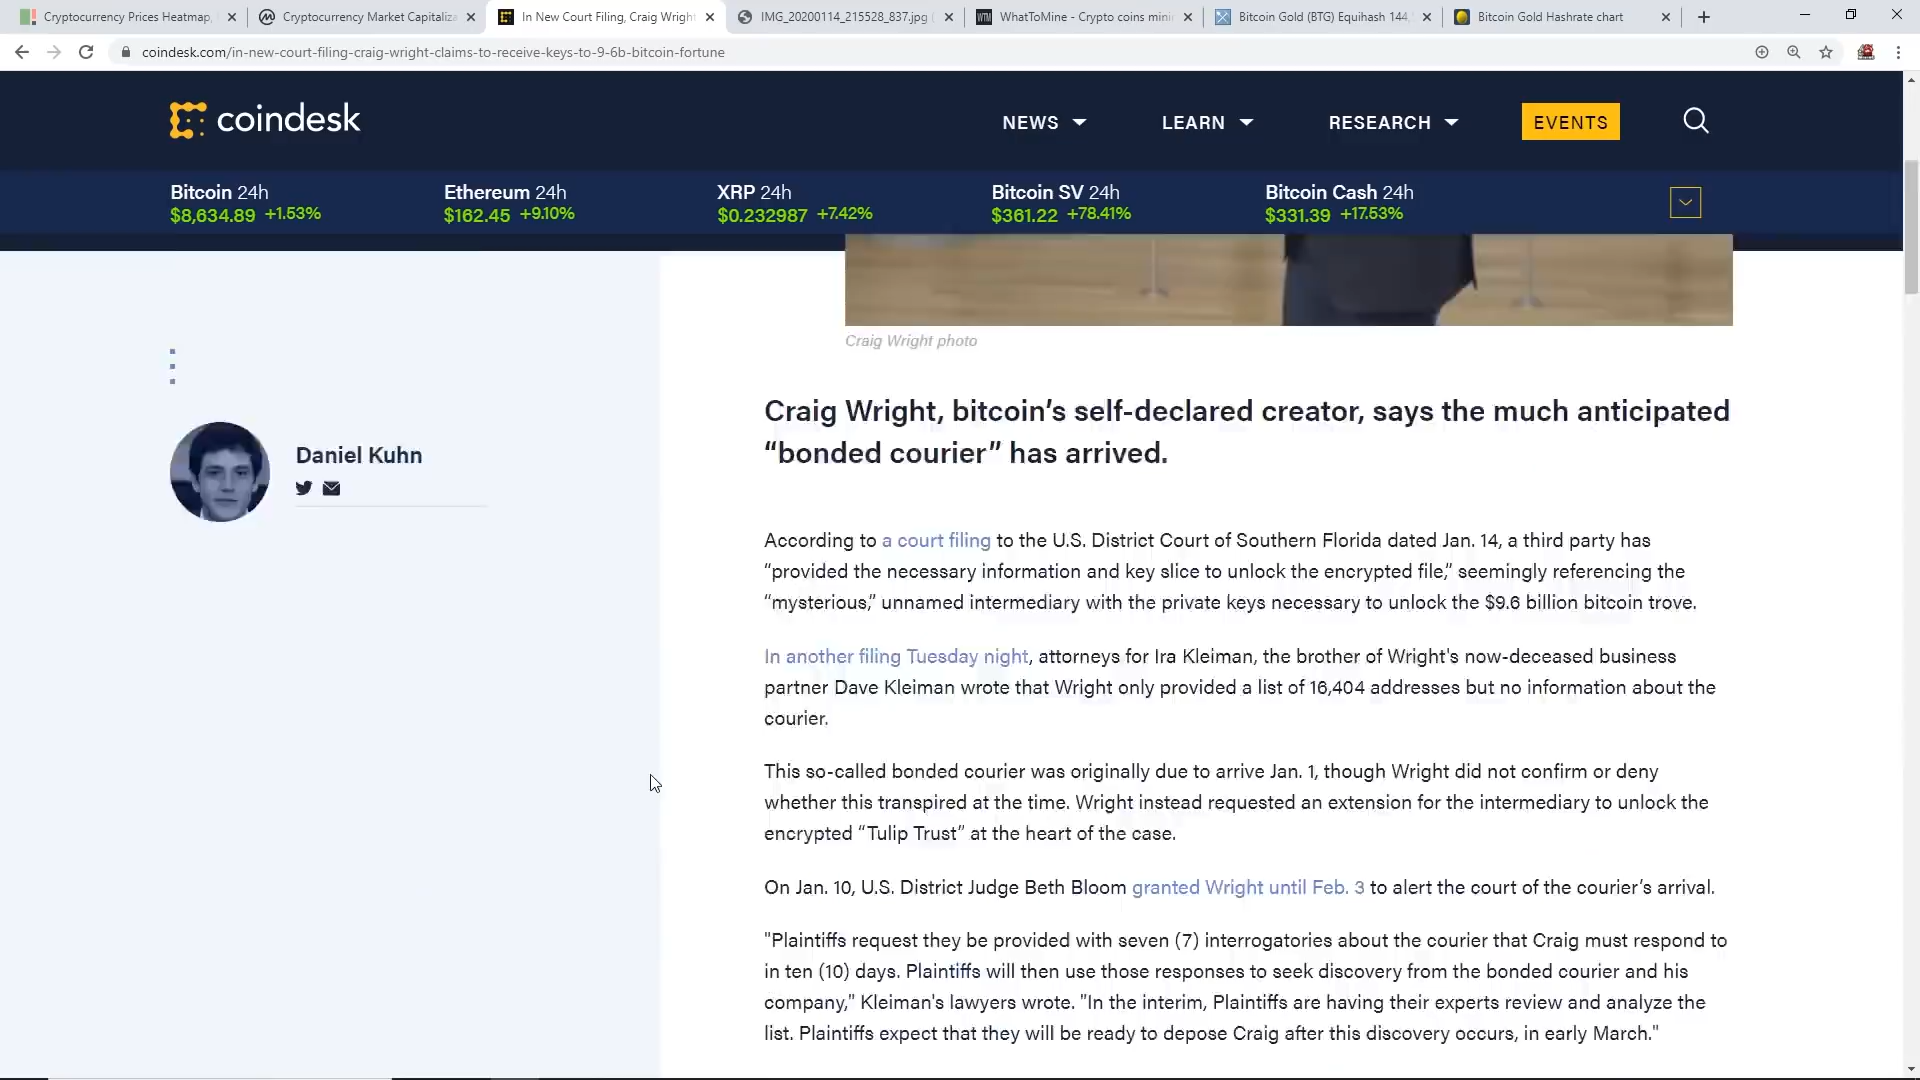 Cryptocurrency Prices Heatmap,
Cryptocurrency Market Capitaliza
In New Court Filing, Craig Wright
IMG_20200114_215528_837.jpg (
WTM
WhatToMine - Crypto coins mini
Bitcoin Gold (BTG) Equihash 144,
Bitcoin Gold Hashrate chart
coindesk.com/in-new-court-filing-craig-wright-claims-to-receive-keys-to-9-6b-bitcoin-fortune
coindesk
NEWS
LEARN
RESEARCH
EVENTS
Bitcoin 24h
$8,634.89 +1.53%
Ethereum 24h
$162.45 +9.10%
XRP 24h
$0.232987 +7.42%
Bitcoin SV 24h
$361.22 +78.41%
Bitcoin Cash 24h
$331.39 +17.53%
Craig Wright photo
Daniel Kuhn
Craig Wright, bitcoin’s self-declared creator, says the much anticipated
“bonded courier” has arrived.
According to a court filing to the U.S. District Court of Southern Florida dated Jan. 14, a third party has
“provided the necessary information and key slice to unlock the encrypted file,” seemingly referencing the
“mysterious,” unnamed intermediary with the private keys necessary to unlock the $9.6 billion bitcoin trove.
In another filing Tuesday night, attorneys for Ira Kleiman, the brother of Wright's now-deceased business
partner Dave Kleiman wrote that Wright only provided a list of 16,404 addresses but no information about the
courier.
This so-called bonded courier was originally due to arrive Jan. 1, though Wright did not confirm or deny
whether this transpired at the time. Wright instead requested an extension for the intermediary to unlock the
encrypted “Tulip Trust” at the heart of the case.
On Jan. 10, U.S. District Judge Beth Bloom granted Wright until Feb. 3 to alert the court of the courier’s arrival.
"Plaintiffs request they be provided with seven (7) interrogatories about the courier that Craig must respond to
in ten (10) days. Plaintiffs will then use those responses to seek discovery from the bonded courier and his
company," Kleiman's lawyers wrote. "In the interim, Plaintiffs are having their experts review and analyze the
list. Plaintiffs expect that they will be ready to depose Craig after this discovery occurs, in early March."